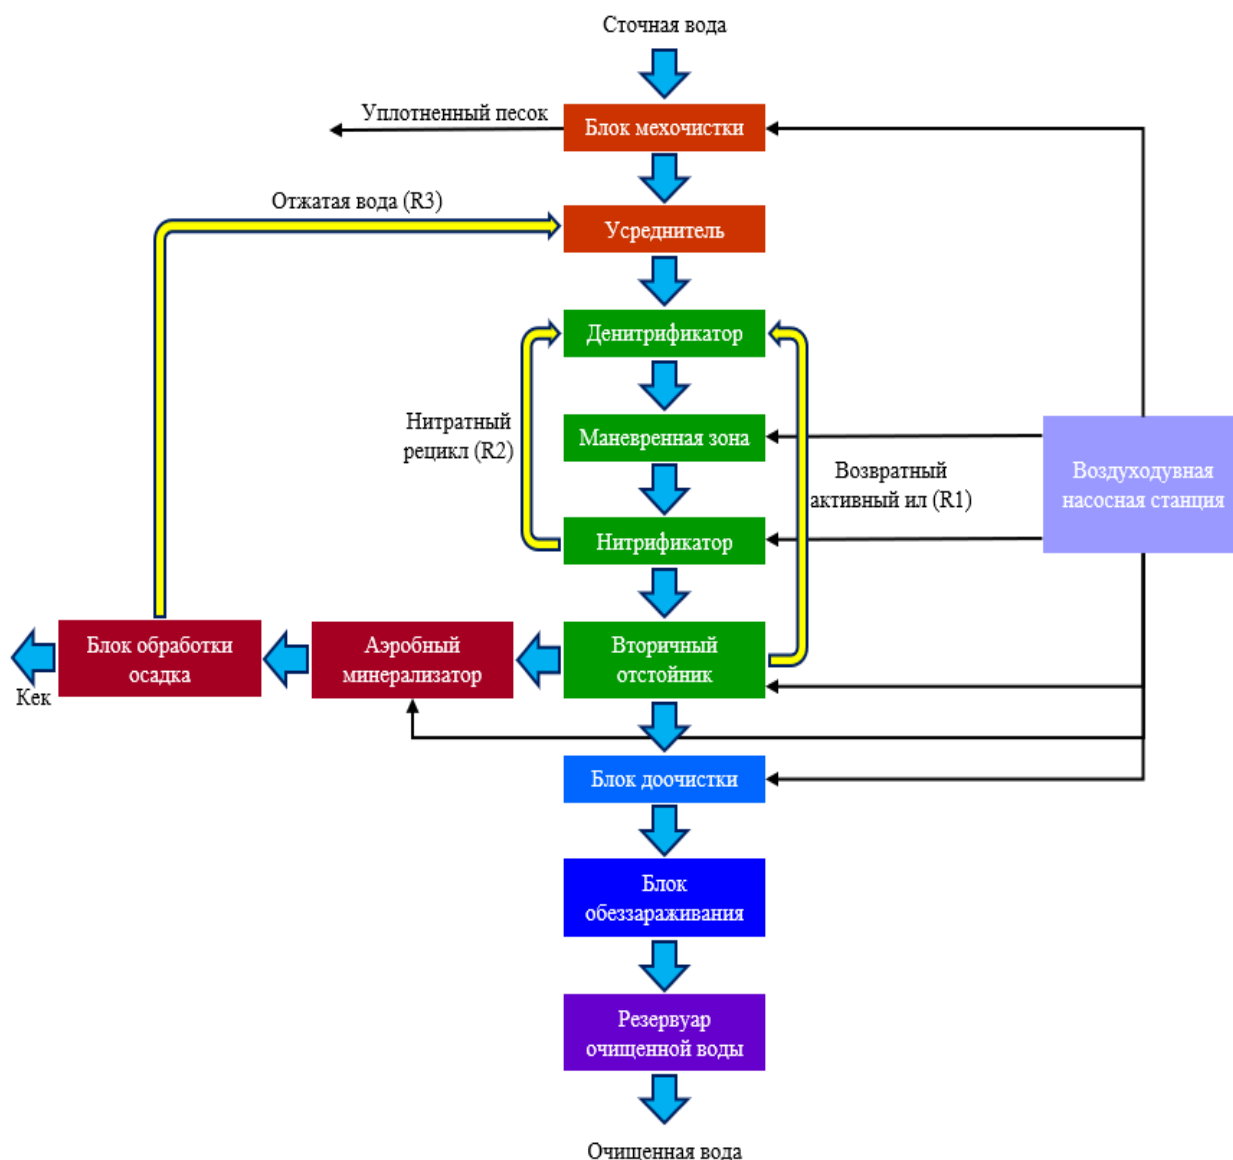 Сточная вода
Уплотненный песок
Блок мехочистки
Отжатая вода (R3)
Усреднитель
Денитрификатор
Нитратный
рецикл (R2)
Маневренная зона
Возвратный
активный ил (R1)
Воздуходувная
насосная станция
Нитрификатор
Блок обработки
осадка
Аэробный
минерализатор
Вторичный
отстойник
Кек
Блок доочистки
Блок
обеззараживания
Резервуар
очищенной воды
Очищенная вода